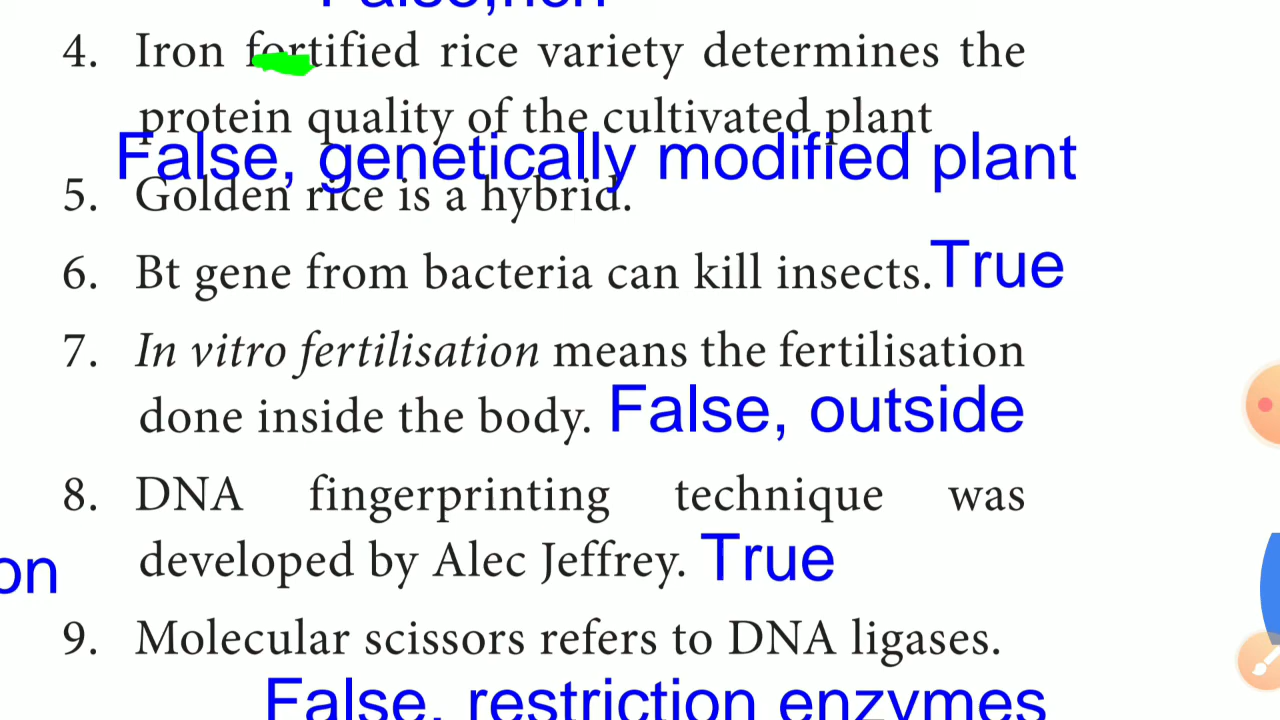 False,rich
4. Iron fortified rice variety determines the
protein quality of the cultivated plant
False, genetically modified plant
5. Golden rice is a hybrid.
6. Bt gene from bacteria can kill insects. True
7. In vitro fertilisation means the fertilisation
done inside the body. False, outside
8. DNA fingerprinting technique was
developed by Alec Jeffrey. True
on
9. Molecular scissors refers to DNA ligases.
False, restriction enzymes